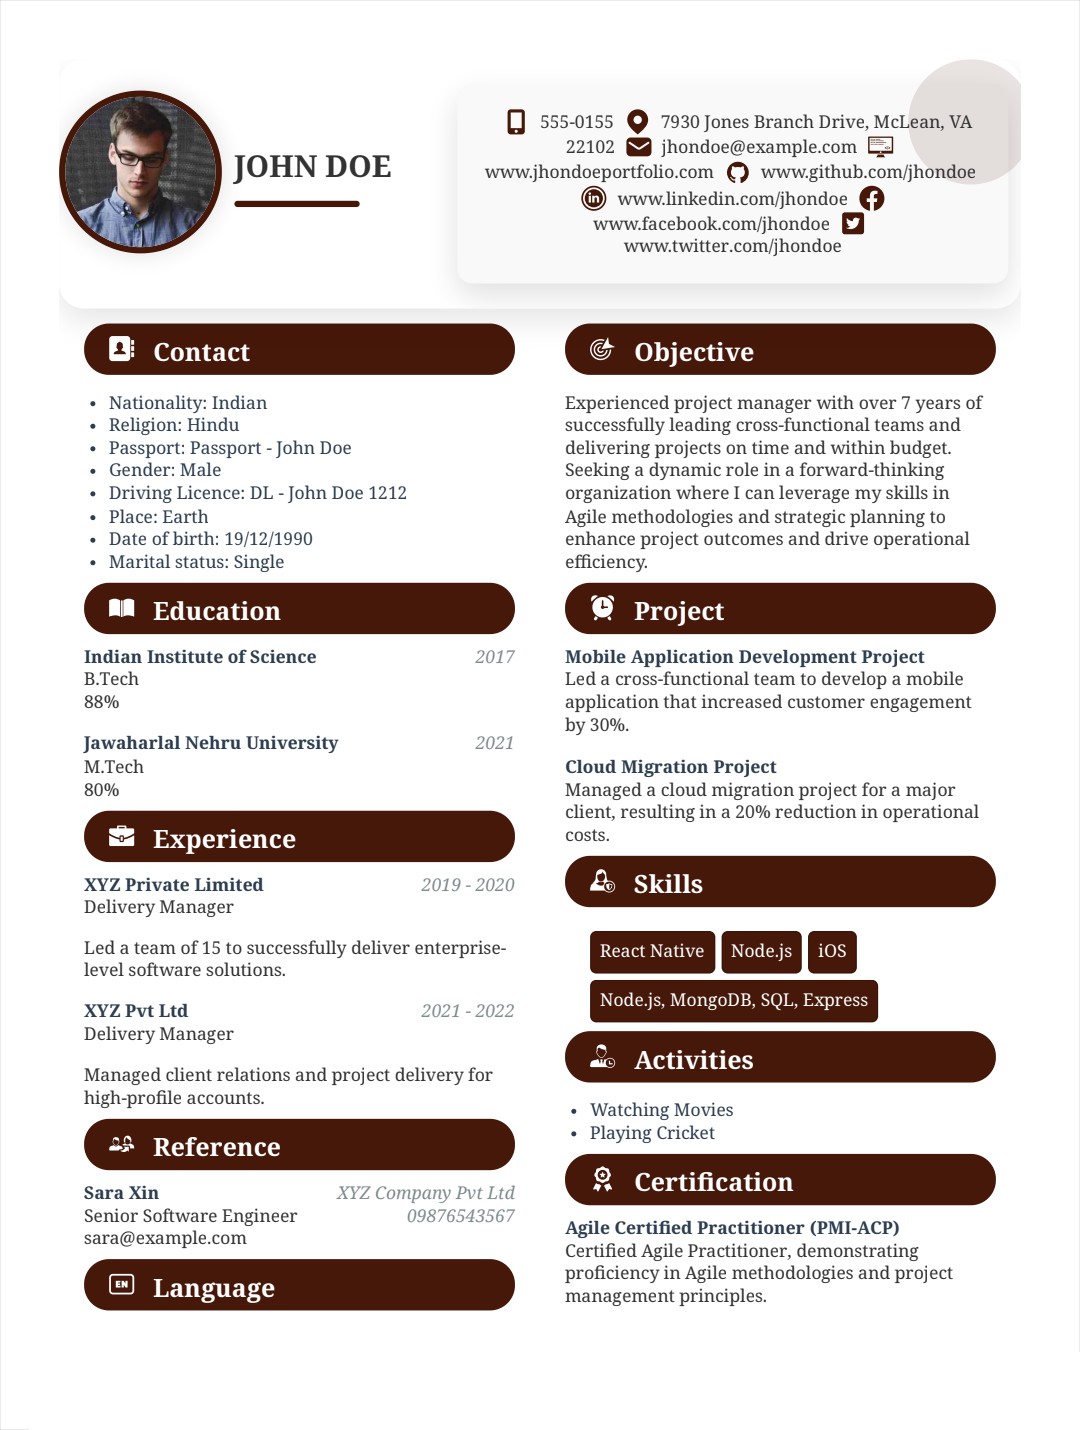 JOHN DOE
555-0155 7930 Jones Branch Drive, McLean, VA
22102 jhondoe@example.com
www.jhondoeportfolio.com www.github.com/jhondoe
www.linkedin.com/jhondoe
www.facebook.com/jhondoe
www.twitter.com/jhondoe
Contact
• Nationality: Indian
• Religion: Hindu
• Passport: Passport - John Doe
• Gender: Male
• Driving Licence: DL - John Doe 1212
• Place: Earth
• Date of birth: 19/12/1990
• Marital status: Single
Education
Indian Institute of Science 2017
B.Tech
88%
Jawaharlal Nehru University 2021
M.Tech
80%
Experience
XYZ Private Limited 2019 - 2020
Delivery Manager
Led a team of 15 to successfully deliver enterprise-
level software solutions.
XYZ Pvt Ltd 2021 - 2022
Delivery Manager
Managed client relations and project delivery for
high-profile accounts.
Reference
Sara Xin XYZ Company Pvt Ltd
Senior Software Engineer 09876543567
sara@example.com
EN Language
Objective
Experienced project manager with over 7 years of
successfully leading cross-functional teams and
delivering projects on time and within budget.
Seeking a dynamic role in a forward-thinking
organization where I can leverage my skills in
Agile methodologies and strategic planning to
enhance project outcomes and drive operational
efficiency.
Project
Mobile Application Development Project
Led a cross-functional team to develop a mobile
application that increased customer engagement
by 30%.
Cloud Migration Project
Managed a cloud migration project for a major
client, resulting in a 20% reduction in operational
costs.
Skills
React Native Node.js iOS
Node.js, MongoDB, SQL, Express
Activities
• Watching Movies
• Playing Cricket
Certification
Agile Certified Practitioner (PMI-ACP)
Certified Agile Practitioner, demonstrating
proficiency in Agile methodologies and project
management principles.